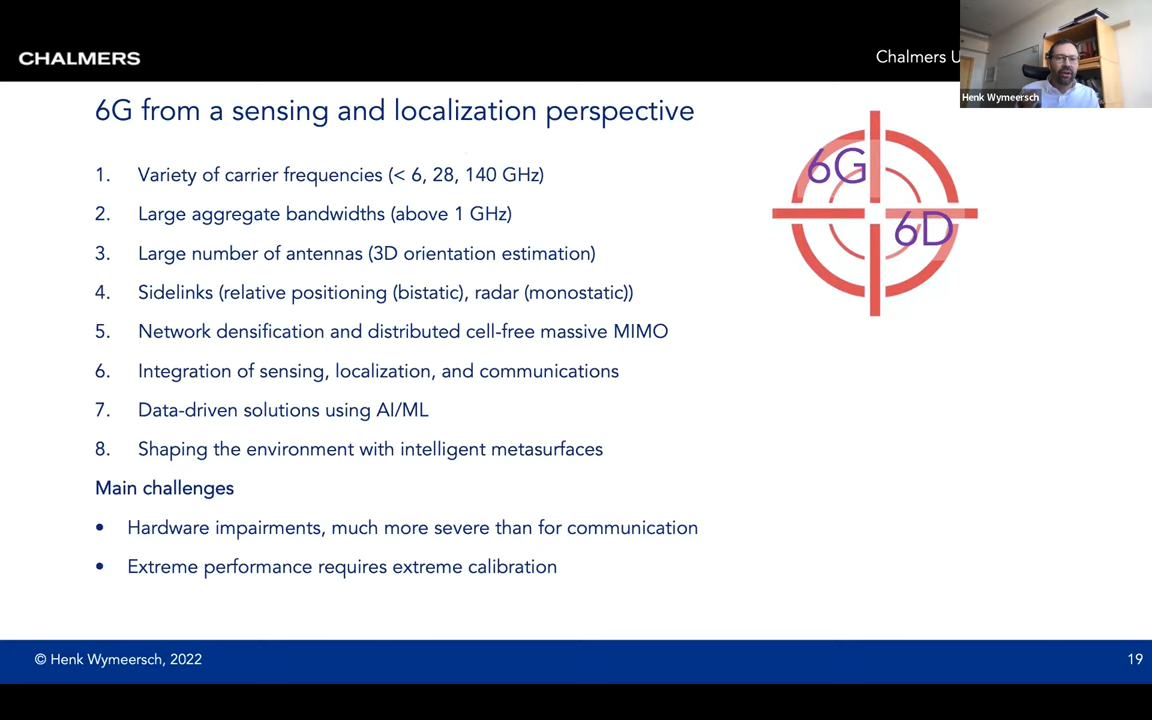 CHALMERS
Chalmers U
Henk Wymeersch
6G from a sensing and localization perspective
6G
6D
1. Variety of carrier frequencies (< 6, 28, 140 GHz)
2. Large aggregate bandwidths (above 1 GHz)
3. Large number of antennas (3D orientation estimation)
4. Sidelinks (relative positioning (bistatic), radar (monostatic))
5. Network densification and distributed cell-free massive MIMO
6. Integration of sensing, localization, and communications
7. Data-driven solutions using AI/ML
8. Shaping the environment with intelligent metasurfaces
Main challenges
• Hardware impairments, much more severe than for communication
• Extreme performance requires extreme calibration
© Henk Wymeersch, 2022
19